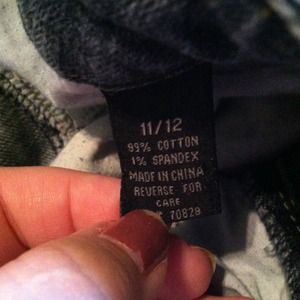 11/12
99% COTTON
1% SPANDEX
MADE IN CHINA
REVERSE FOR
CARE
70829